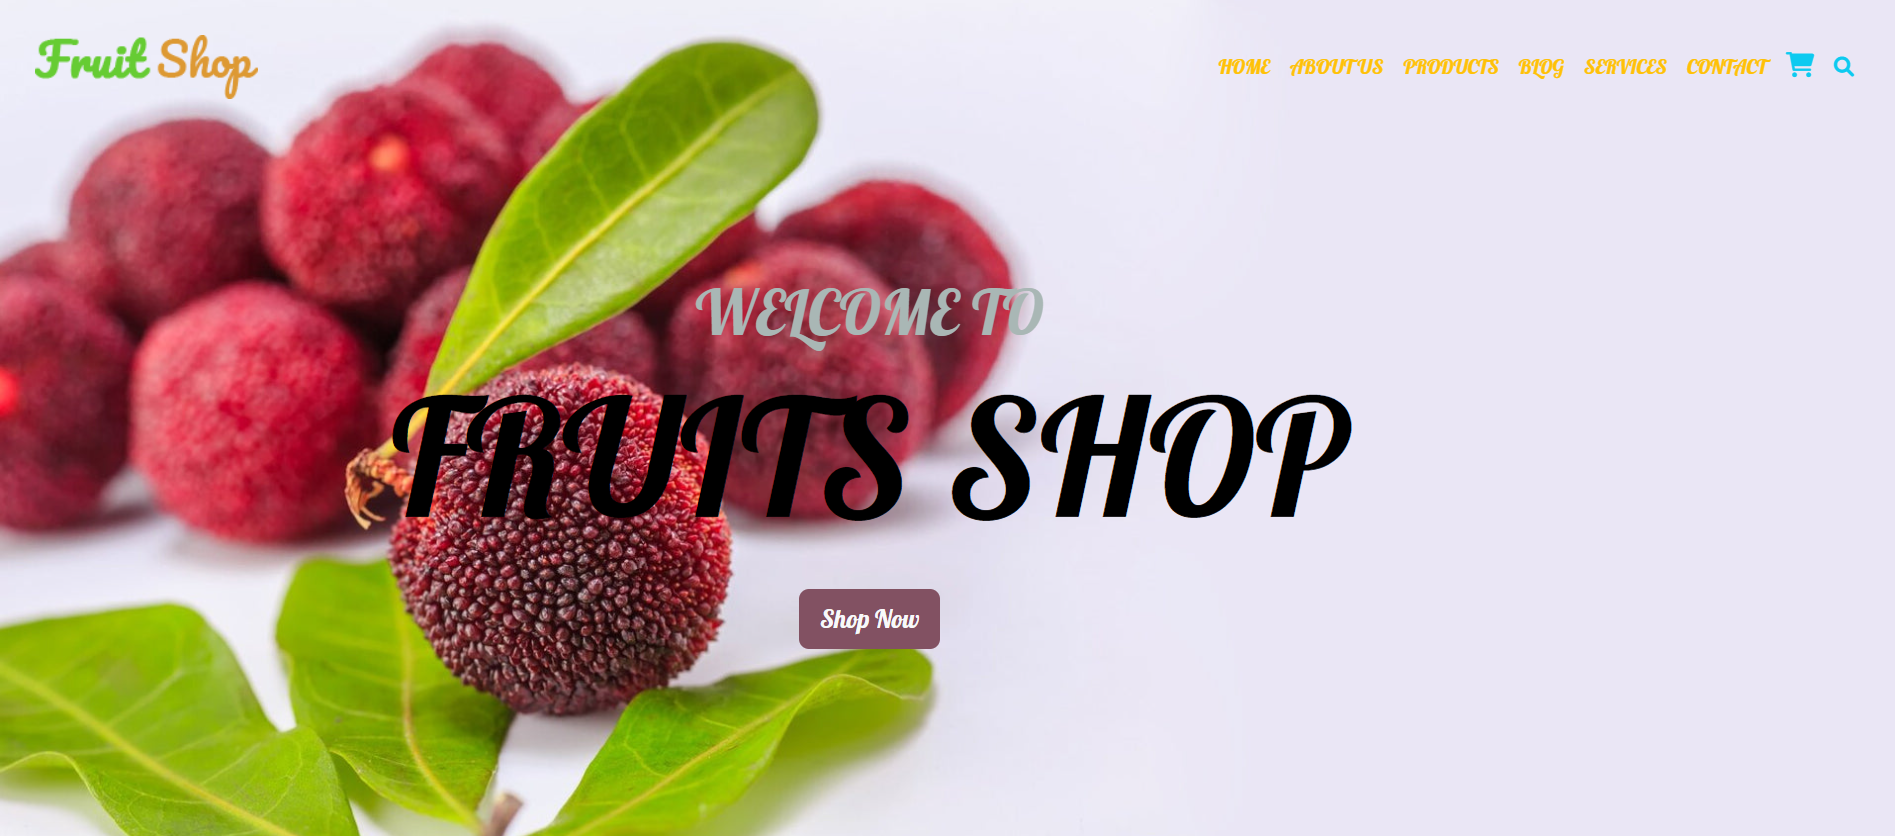 Fruit Shop
HOME ABOUT US PRODUCTS BLOG SERVICES CONTACT
WELCOME TO
FRUITS SHOP
Shop Now